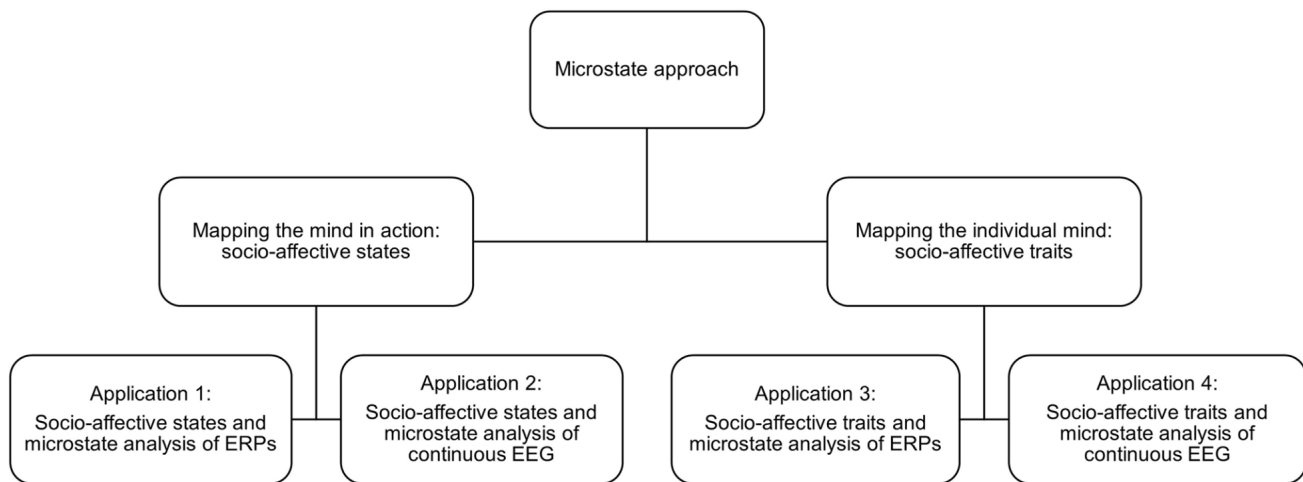 Microstate approach
Mapping the mind in action:
socio-affective states
Mapping the individual mind:
socio-affective traits
Application 1:
Socio-affective states and
microstate analysis of ERPs
Application 2:
Socio-affective states and
microstate analysis of
continuous EEG
Application 3:
Socio-affective traits and
microstate analysis of ERPs
Application 4:
Socio-affective traits and
microstate analysis of
continuous EEG